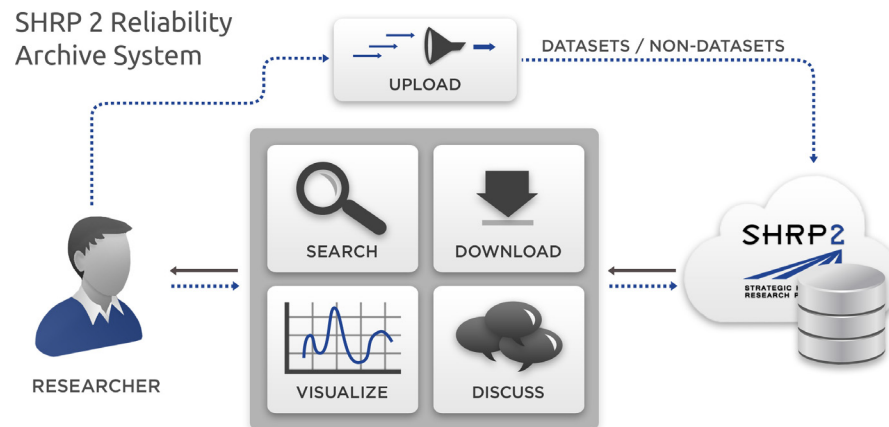 SHRP 2 Reliability
Archive System
UPLOAD
DATASETS / NON-DATASETS
SEARCH
DOWNLOAD
VISUALIZE
DISCUSS
RESEARCHER
SHRP2
STRATEGIC
RESEARCH